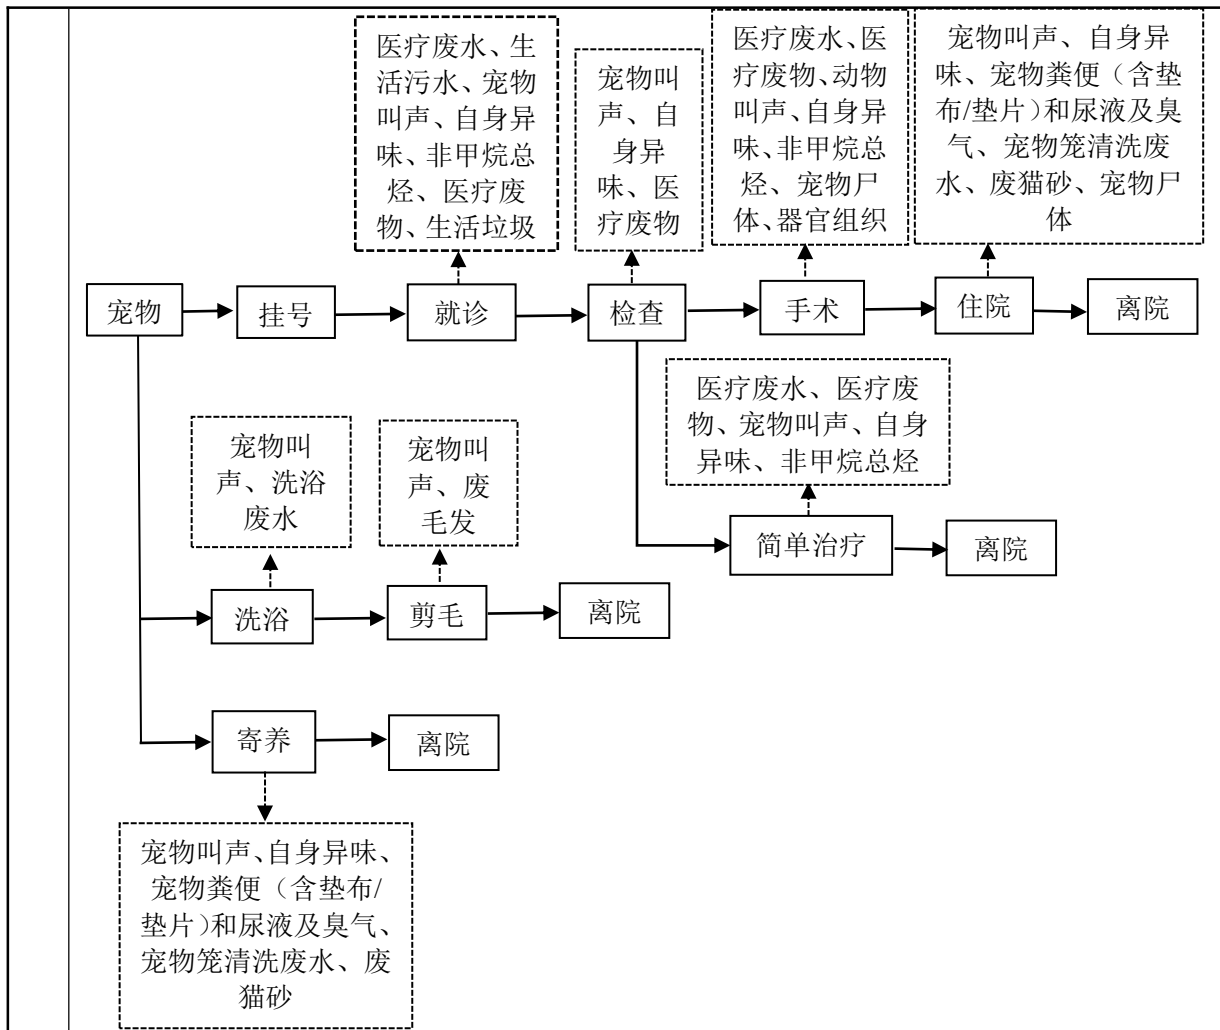 医疗废水、生
活污水、宠物
叫声、自身异
味、非甲烷总
烃、医疗废
物、生活垃圾
宠物叫
声、自
身异
味、医
疗废物
医疗废水、医
疗废物、动物
叫声、自身异
味、非甲烷总
烃、宠物尸
体、器官组织
宠物叫声、自身异
味、宠物粪便（含垫
布/垫片）和尿液及臭
气、宠物笼清洗废
水、废猫砂、宠物尸
体
宠物
挂号
就诊
检查
手术
住院
离院
医疗废水、医疗废
物、宠物叫声、自身
异味、非甲烷总烃
简单治疗
离院
宠物叫
声、洗浴
废水
宠物叫
声、废
毛发
洗浴
剪毛
离院
寄养
离院
宠物叫声、自身异味、
宠物粪便（含垫布/
垫片）和尿液及臭气、
宠物笼清洗废水、废
猫砂